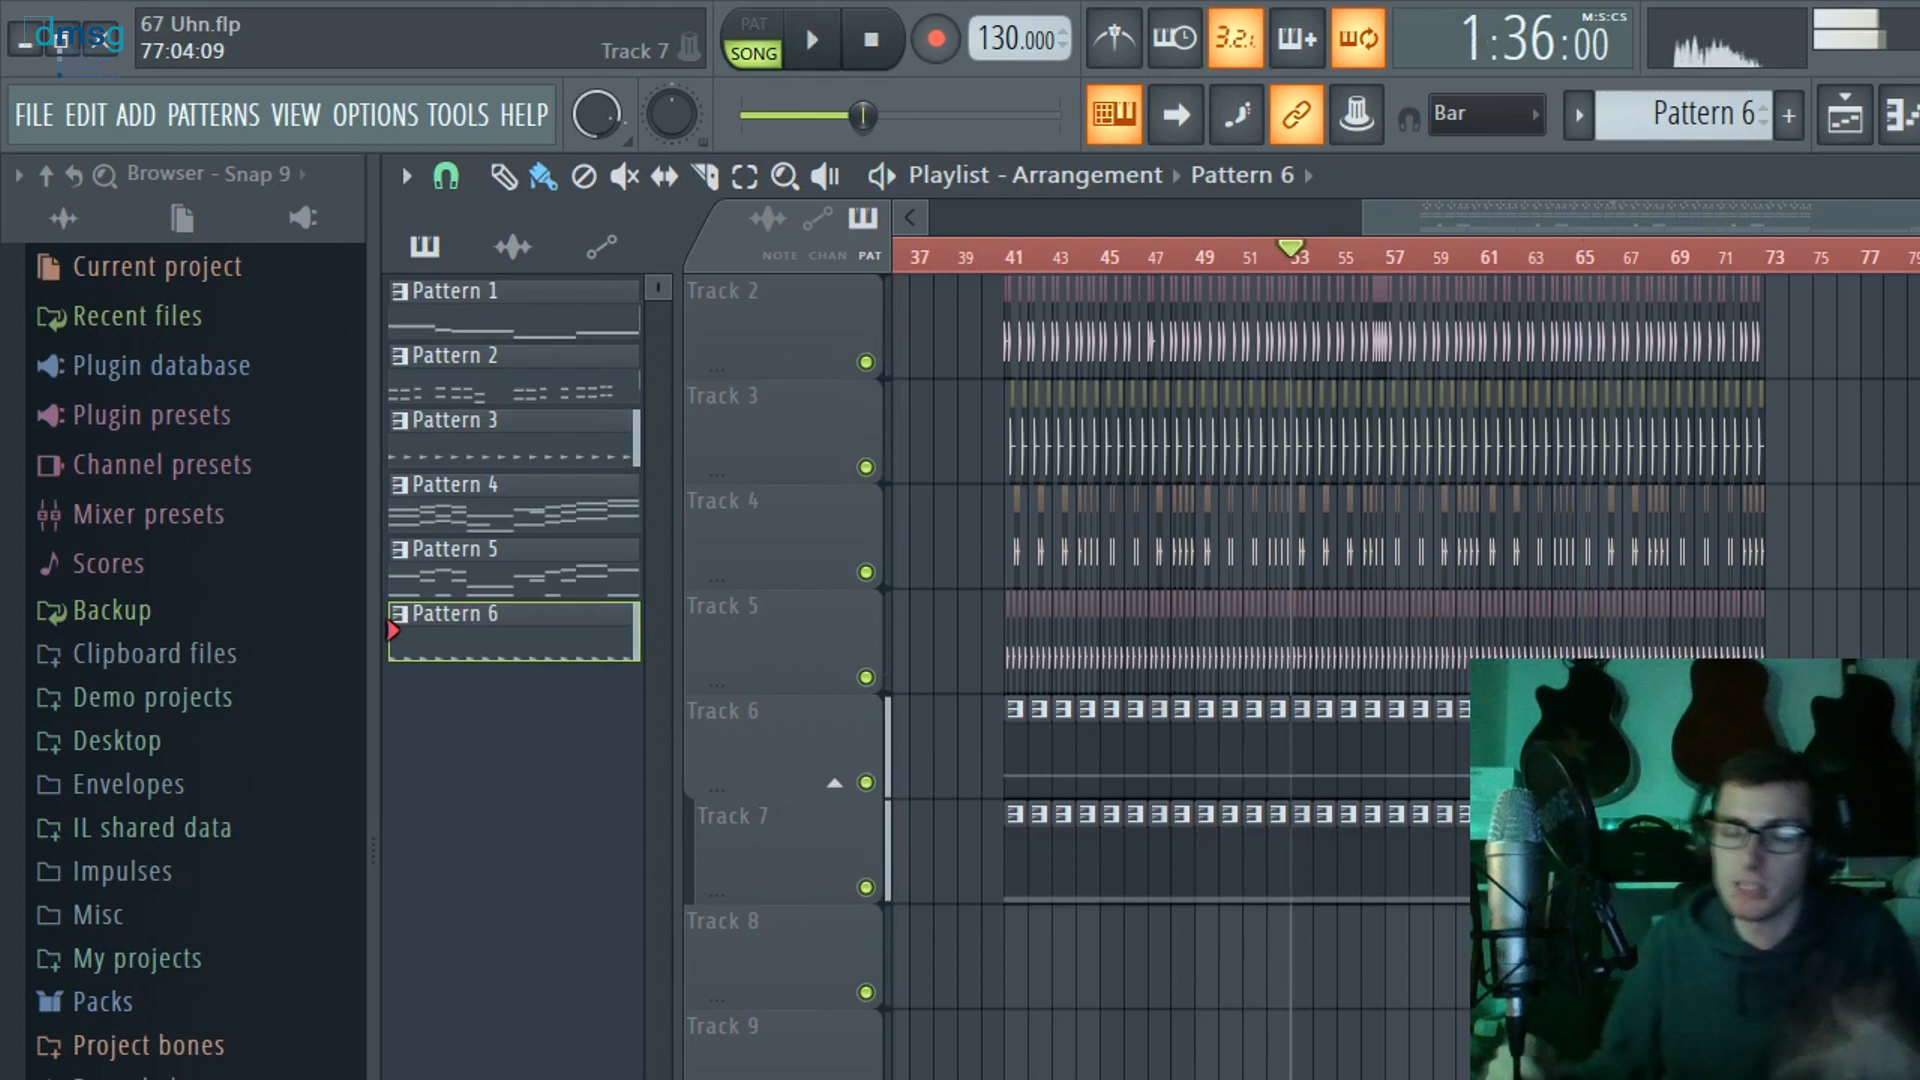 dmsg
67 Uhn.flp
77:04:09
Track 7
PAT
SONG
130.000
3.2.
M:S:CS
1:36:00
FILE EDIT ADD PATTERNS VIEW OPTIONS TOOLS HELP
Bar
Pattern 6
Browser - Snap 9
Playlist - Arrangement
Pattern 6
NOTE CHAN PAT
37 39 41 43 45 47 49 51 53 55 57 59 61 63 65 67 69 71 73 75 77
Current project
Recent files
Plugin database
Plugin presets
Channel presets
Mixer presets
Scores
Backup
Clipboard files
Demo projects
Desktop
Envelopes
IL shared data
Impulses
Misc
My projects
Packs
Project bones
Pattern 1
Pattern 2
Pattern 3
Pattern 4
Pattern 5
Pattern 6
Track 2
Track 3
Track 4
Track 5
Track 6
Track 7
Track 8
Track 9